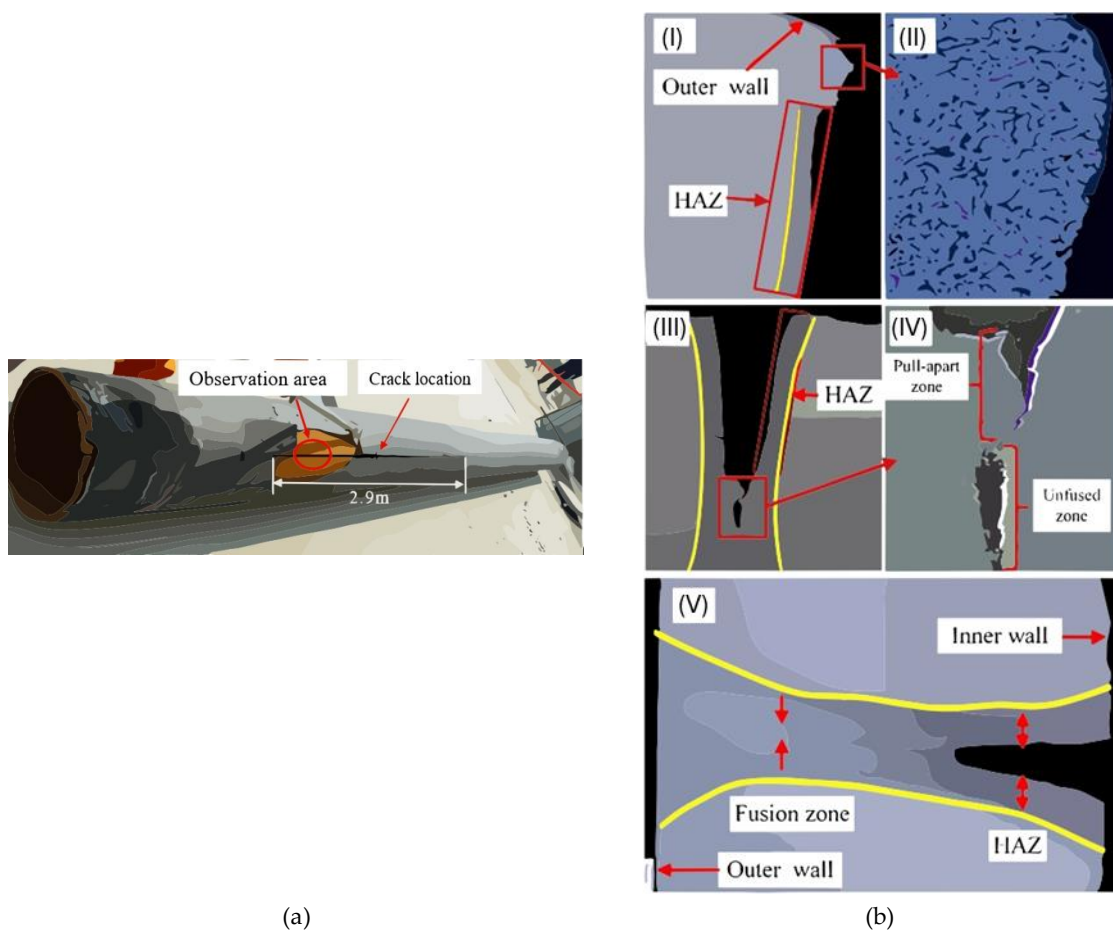 Observation area
Crack location
2.9m
(I)
Outer wall
HAZ
(II)
(III)
HAZ
(IV)
Pull-apart
zone
Unfused
zone
(V)
Inner wall
Fusion zone
HAZ
Outer wall
(a)
(b)